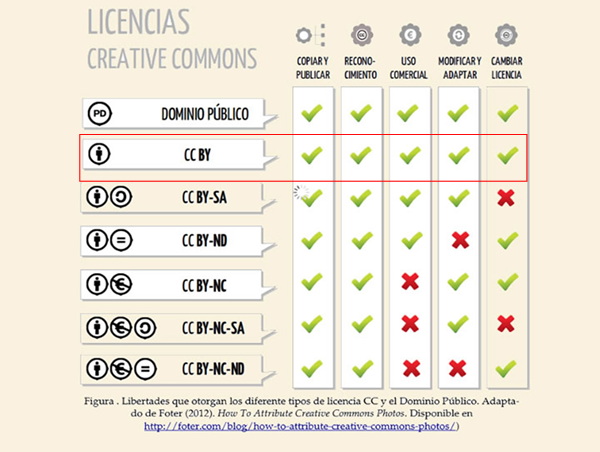 LICENCIAS
CREATIVE COMMONS
COPIAR Y PUBLICAR
RECONO-CIMIENTO
USO COMERCIAL
MODIFICAR Y ADAPTAR
CAMBIAR LICENCIA
PD DOMINIO PÚBLICO
CC BY
CC BY-SA
CC BY-ND
CC BY-NC
CC BY-NC-SA
CC BY-NC-ND
Figura . Libertades que otorgan los diferente tipos de licencia CC y el Dominio Público. Adapta-
do de Foter (2012). How To Attribute Creative Commons Photos. Disponible en
http://foter.com/blog/how-to-attribute-creative-commons-photos/)